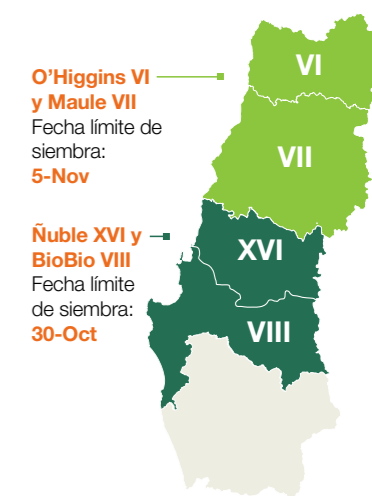 O'Higgins VI
y Maule VII
Fecha límite de
siembra:
5-Nov
Ñuble XVI y
BioBio VIII
Fecha límite
de siembra:
30-Oct
VI
VII
XVI
VIII